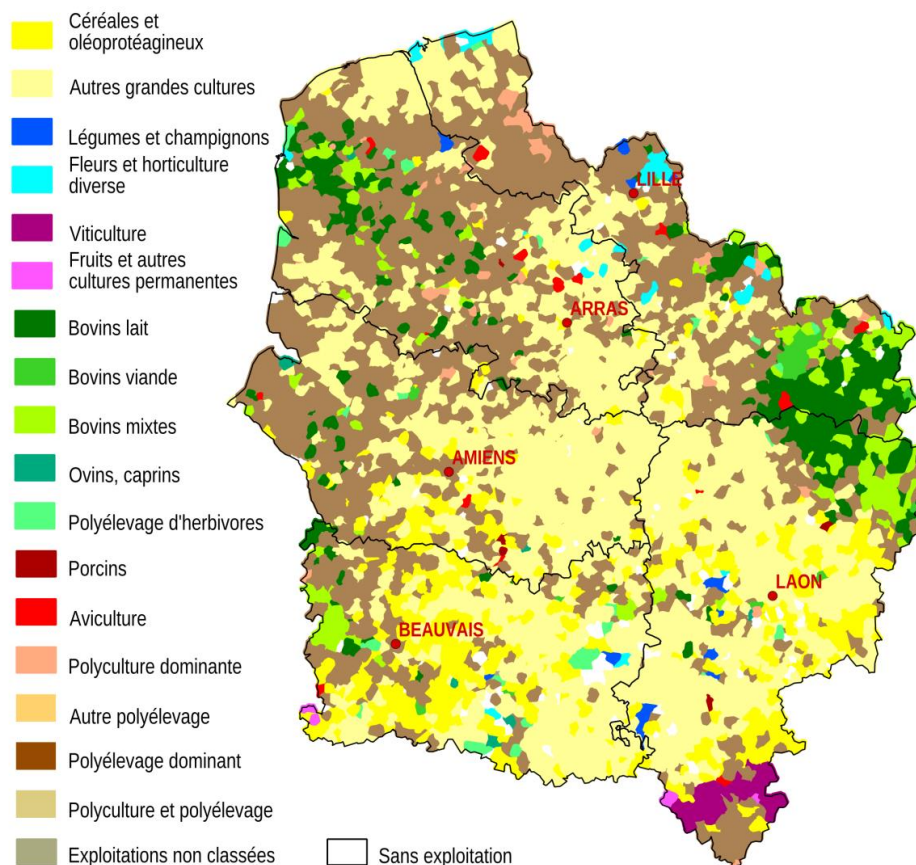 Céréales et
oléoprotéagineux
Autres grandes cultures
Légumes et champignons
Fleurs et horticulture
diverse
Viticulture
Fruits et autres
cultures permanentes
Bovins lait
Bovins viande
Bovins mixtes
Ovins, caprins
Polyélevage d'herbivores
Porcins
Aviculture
Polyculture dominante
Autre polyélevage
Polyélevage dominant
Polyculture et polyélevage
Exploitations non classées
Sans exploitation
LILLE
ARRAS
AMIENS
LAON
BEAUVAIS